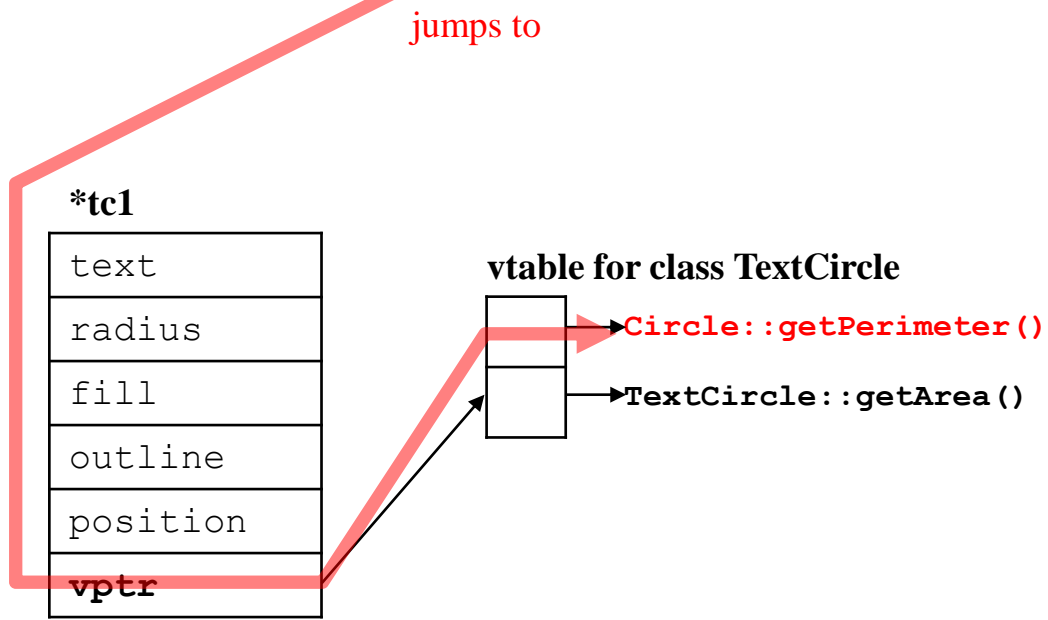 jumps to
*tc1
text
radius
fill
outline
position
vptr
vtable for class TextCircle
Circle::getPerimeter()
TextCircle::getArea()